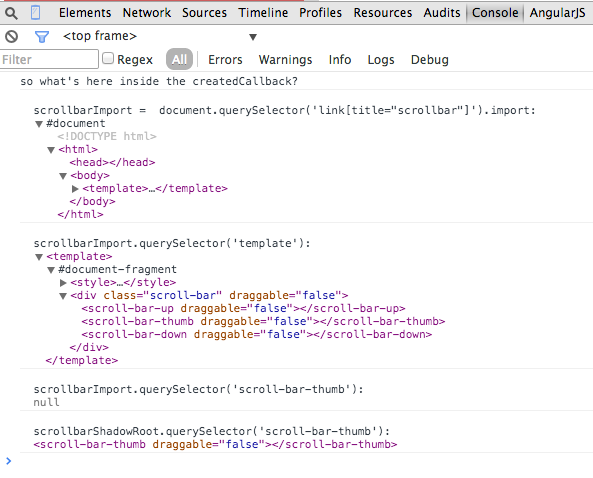 Elements Network Sources Timeline Profiles Resources Audits Console AngularJS
<top frame>
Filter Regex All Errors Warnings Info Logs Debug
so what's here inside the createdCallback?
scrollbarImport =  document.querySelector('link[title="scrollbar"]').import:
#document
<!DOCTYPE html>
<html>
<head></head>
<body>
<template>…</template>
</body>
</html>
scrollbarImport.querySelector('template'):
<template>
#document-fragment
<style>…</style>
<div class="scroll-bar" draggable="false">
<scroll-bar-up draggable="false"></scroll-bar-up>
<scroll-bar-thumb draggable="false"></scroll-bar-thumb>
<scroll-bar-down draggable="false"></scroll-bar-down>
</div>
</template>
scrollbarImport.querySelector('scroll-bar-thumb'):
null
scrollbarShadowRoot.querySelector('scroll-bar-thumb'):
<scroll-bar-thumb draggable="false"></scroll-bar-thumb>